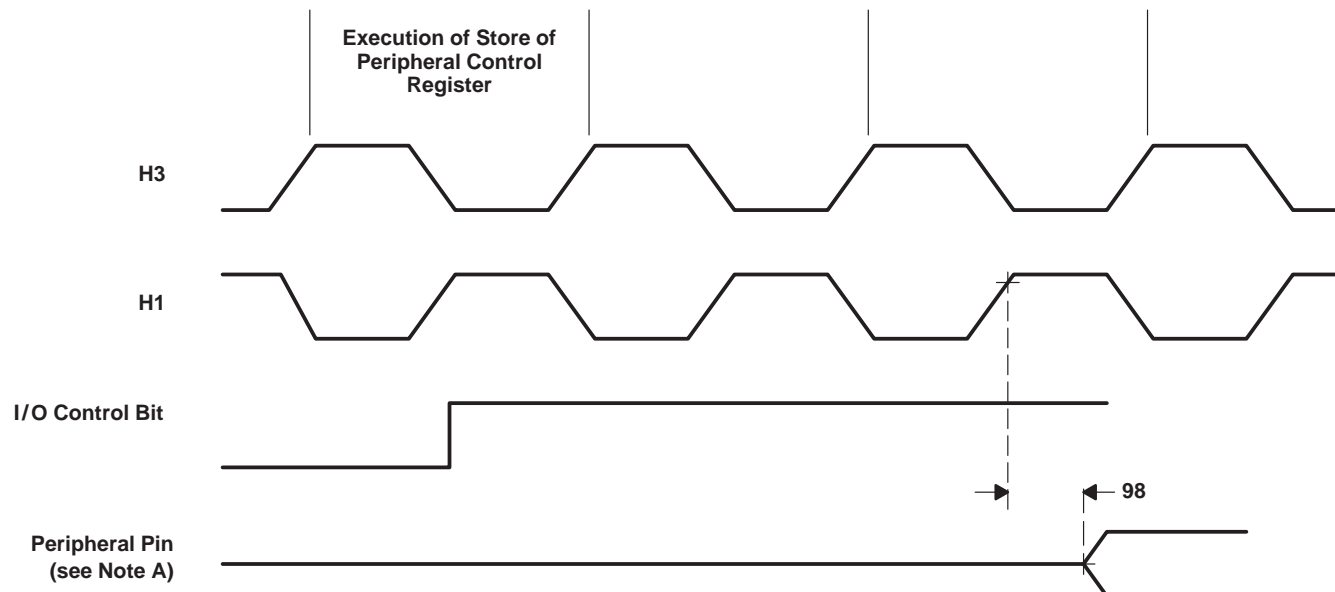 Execution of Store of
Peripheral Control
Register
H3
H1
I/O Control Bit
98
Peripheral Pin
(see Note A)